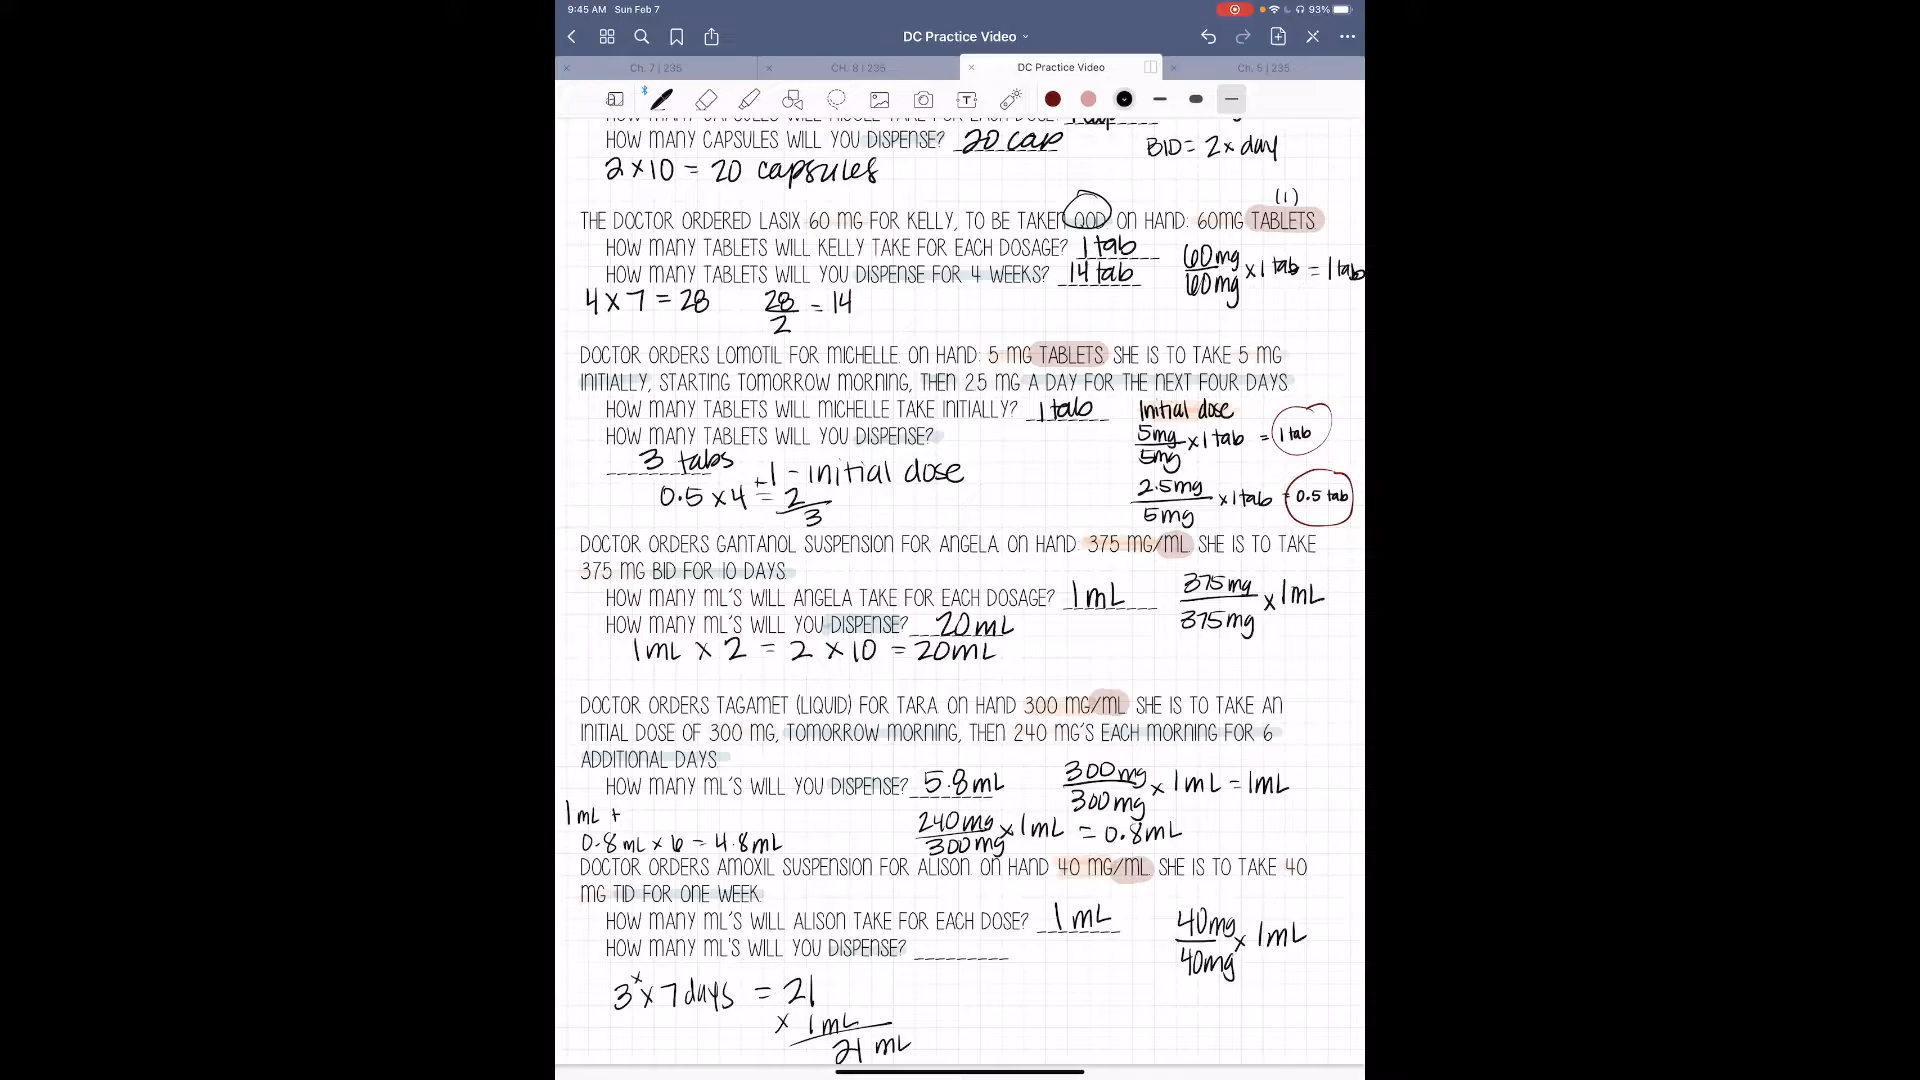 9:45 AM Sun Feb 7
93%
DC Practice Video
Ch. 7 | 235
CH. 8 | 235
DC Practice Video
Ch. 5 | 235
HOW MANY CAPSULES WILL YOU DISPENSE? 20 cap
BID = 2 x day
2 x 10 = 20 capsules
(1)
THE DOCTOR ORDERED LASIX 60 MG FOR KELLY, TO BE TAKEN QOD. ON HAND: 60MG TABLETS
HOW MANY TABLETS WILL KELLY TAKE FOR EACH DOSAGE? 1 tab
60mg/60mg x 1 tab = 1 tab
HOW MANY TABLETS WILL YOU DISPENSE FOR 4 WEEKS? 14 tab
4 x 7 = 28 28/2 = 14
DOCTOR ORDERS LOMOTIL FOR MICHELLE. ON HAND: 5 MG TABLETS. SHE IS TO TAKE 5 MG
INITIALLY, STARTING TOMORROW MORNING, THEN 2.5 MG A DAY FOR THE NEXT FOUR DAYS
HOW MANY TABLETS WILL MICHELLE TAKE INITIALLY? 1 tab
Initial dose
HOW MANY TABLETS WILL YOU DISPENSE?
5mg/5mg x 1 tab = 1 tab
3 tabs
+1 - initial dose
0.5 x 4 = 2
3
2.5mg/5mg x 1 tab = 0.5 tab
DOCTOR ORDERS GANTANOL SUSPENSION FOR ANGELA. ON HAND: 375 MG/ML. SHE IS TO TAKE
375 MG BID FOR 10 DAYS.
HOW MANY ML'S WILL ANGELA TAKE FOR EACH DOSAGE? 1mL
375mg/375mg x 1mL
HOW MANY ML'S WILL YOU DISPENSE? 20mL
1mL x 2 = 2 x 10 = 20mL
DOCTOR ORDERS TAGAMET (LIQUID) FOR TARA. ON HAND 300 MG/ML. SHE IS TO TAKE AN
INITIAL DOSE OF 300 MG, TOMORROW MORNING, THEN 240 MG'S EACH MORNING FOR 6
ADDITIONAL DAYS.
HOW MANY ML'S WILL YOU DISPENSE? 5.8mL
300mg/300mg x 1mL = 1mL
1mL +
240mg/300mg x 1mL = 0.8mL
0.8mL x 6 = 4.8mL
DOCTOR ORDERS AMOXIL SUSPENSION FOR ALISON. ON HAND 40 MG/ML. SHE IS TO TAKE 40
MG TID FOR ONE WEEK.
HOW MANY ML'S WILL ALISON TAKE FOR EACH DOSE? 1mL
40mg/40mg x 1mL
HOW MANY ML'S WILL YOU DISPENSE?
3x x 7 days = 21
x 1mL
21 mL